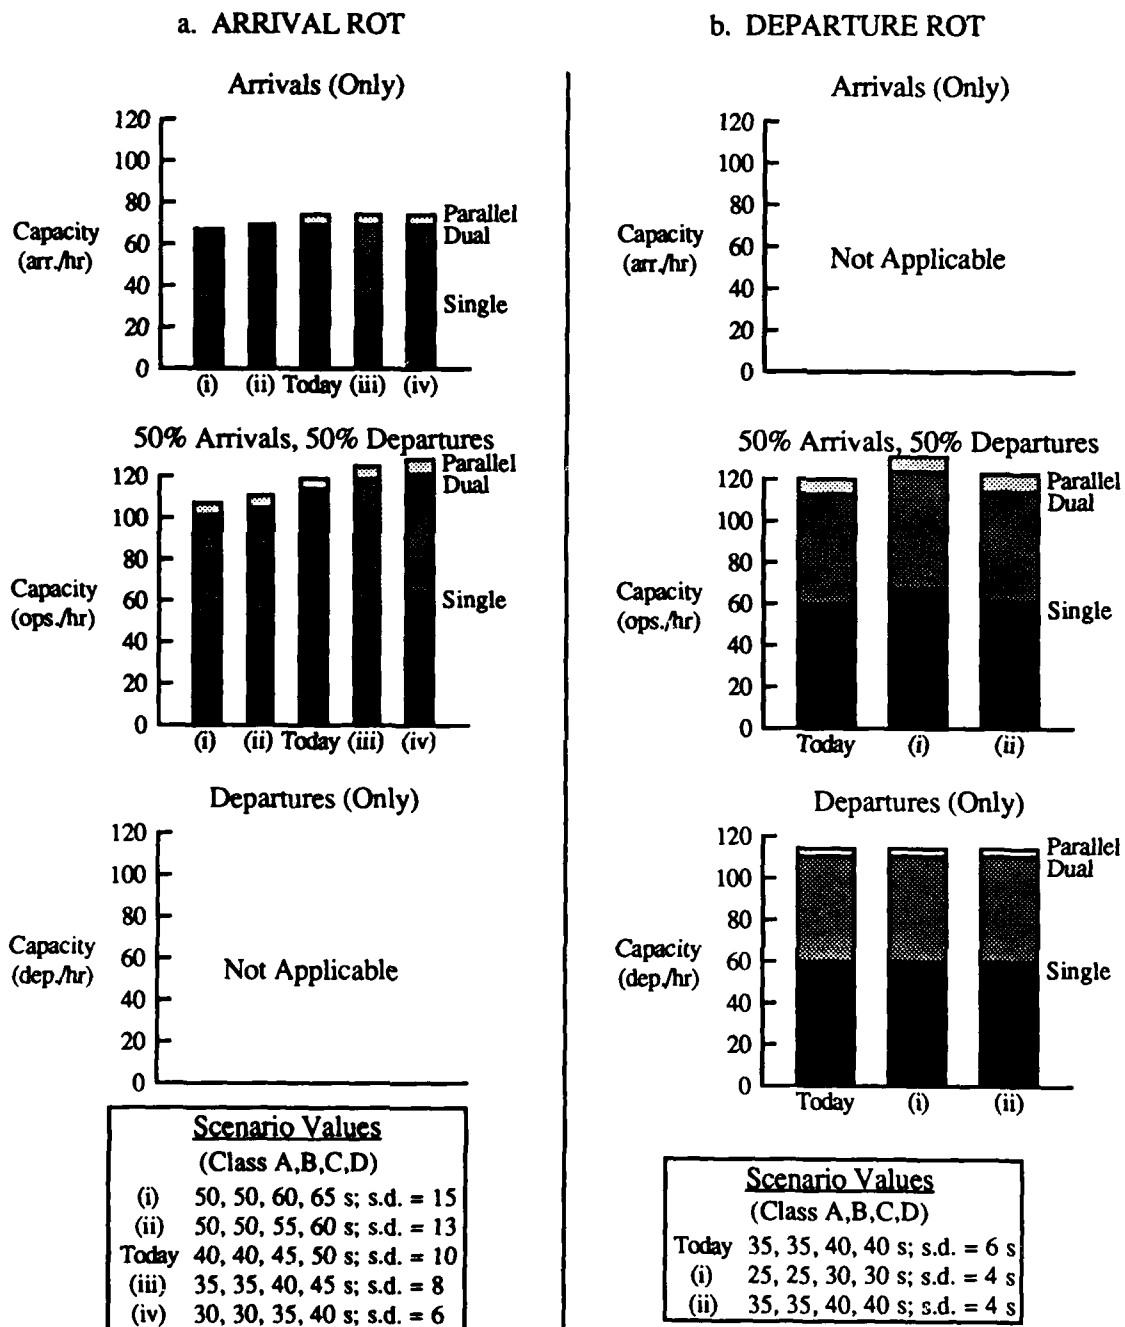 a. ARRIVAL ROT
Arrivals (Only)
120
100
80
60
40
20
0
Capacity
(arr./hr)
Parallel
Dual
Single
(i) (ii) Today (iii) (iv)
50% Arrivals, 50% Departures
120
100
80
60
40
20
0
Capacity
(ops./hr)
Parallel
Dual
Single
(i) (ii) Today (iii) (iv)
Departures (Only)
120
100
80
60
40
20
0
Capacity
(dep./hr)
Not Applicable
Scenario Values
(Class A,B,C,D)
(i) 50, 50, 60, 65 s; s.d. = 15
(ii) 50, 50, 55, 60 s; s.d. = 13
Today 40, 40, 45, 50 s; s.d. = 10
(iii) 35, 35, 40, 45 s; s.d. = 8
(iv) 30, 30, 35, 40 s; s.d. = 6
b. DEPARTURE ROT
Arrivals (Only)
120
100
80
60
40
20
0
Capacity
(arr./hr)
Not Applicable
50% Arrivals, 50% Departures
120
100
80
60
40
20
0
Capacity
(ops./hr)
Parallel
Dual
Single
Today (i) (ii)
Departures (Only)
120
100
80
60
40
20
0
Capacity
(dep./hr)
Parallel
Dual
Single
Today (i) (ii)
Scenario Values
(Class A,B,C,D)
Today 35, 35, 40, 40 s; s.d. = 6 s
(i) 25, 25, 30, 30 s; s.d. = 4 s
(ii) 35, 35, 40, 40 s; s.d. = 4 s